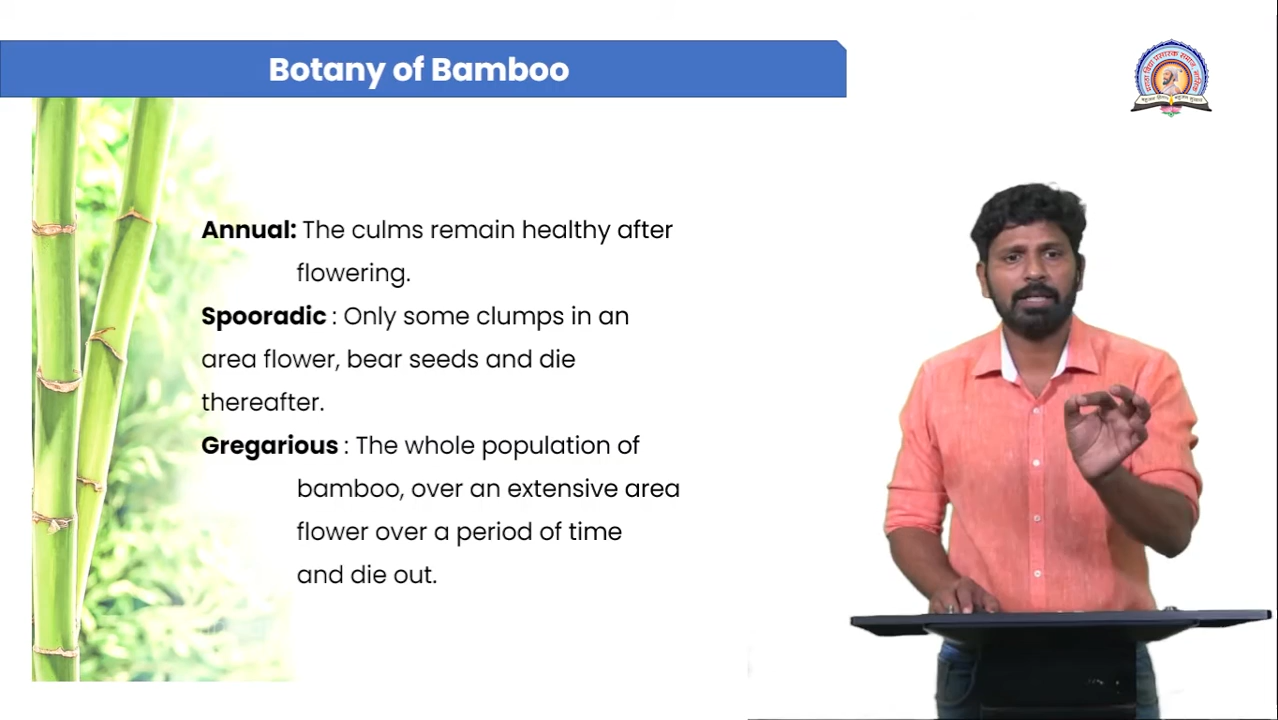 Botany of Bamboo
Annual: The culms remain healthy after
flowering.
Spooradic : Only some clumps in an
area flower, bear seeds and die
thereafter.
Gregarious : The whole population of
bamboo, over an extensive area
flower over a period of time
and die out.